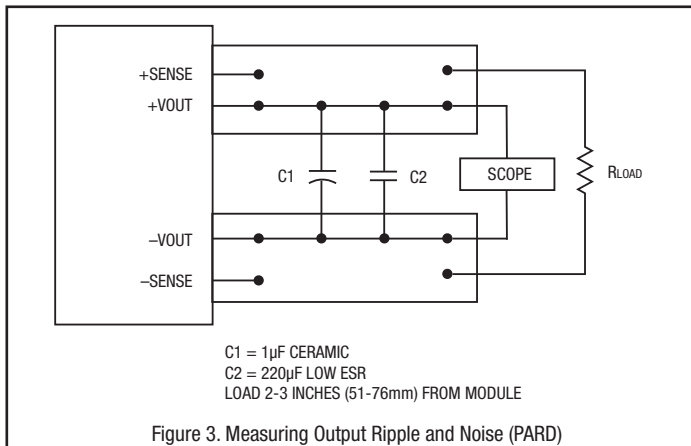 +SENSE
+VOUT
C1
C2
SCOPE
RLOAD
−VOUT
−SENSE
C1 = 1µF CERAMIC
C2 = 220µF LOW ESR
LOAD 2-3 INCHES (51-76mm) FROM MODULE
Figure 3. Measuring Output Ripple and Noise (PARD)